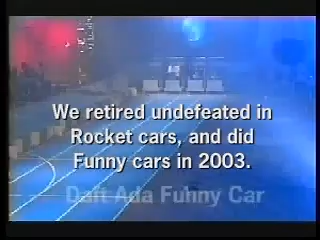 We retired undefeated in
Rocket cars, and did
Funny cars in 2003.
Daft Ada Funny Car